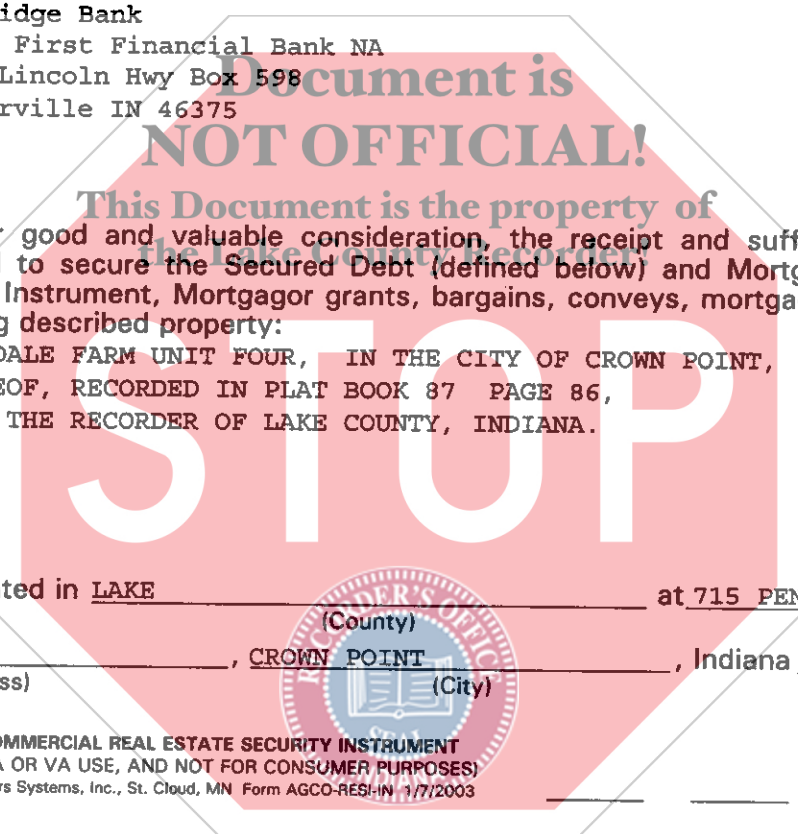 idge Bank
First Financial Bank NA
Lincoln Hwy Box 598
rville IN 46375
Document is
NOT OFFICIAL!
This Document is the property of
the Lake County Recorder!
good and valuable consideration, the receipt and suff
to secure the Secured Debt (defined below) and Mortg
Instrument, Mortgagor grants, bargains, conveys, mortga
g described property:
DALE FARM UNIT FOUR, IN THE CITY OF CROWN POINT,
EOF, RECORDED IN PLAT BOOK 87 PAGE 86,
THE RECORDER OF LAKE COUNTY, INDIANA.
STOP
ted in LAKE at 715 PEN
(County)
, CROWN POINT , Indiana
ss) (City)
RECORDER'S OFFICE
SEAL
INDIANA
OMMERCIAL REAL ESTATE SECURITY INSTRUMENT
A OR VA USE, AND NOT FOR CONSUMER PURPOSES)
rs Systems, Inc., St. Cloud, MN Form AGCO-RESI-IN 1/7/2003